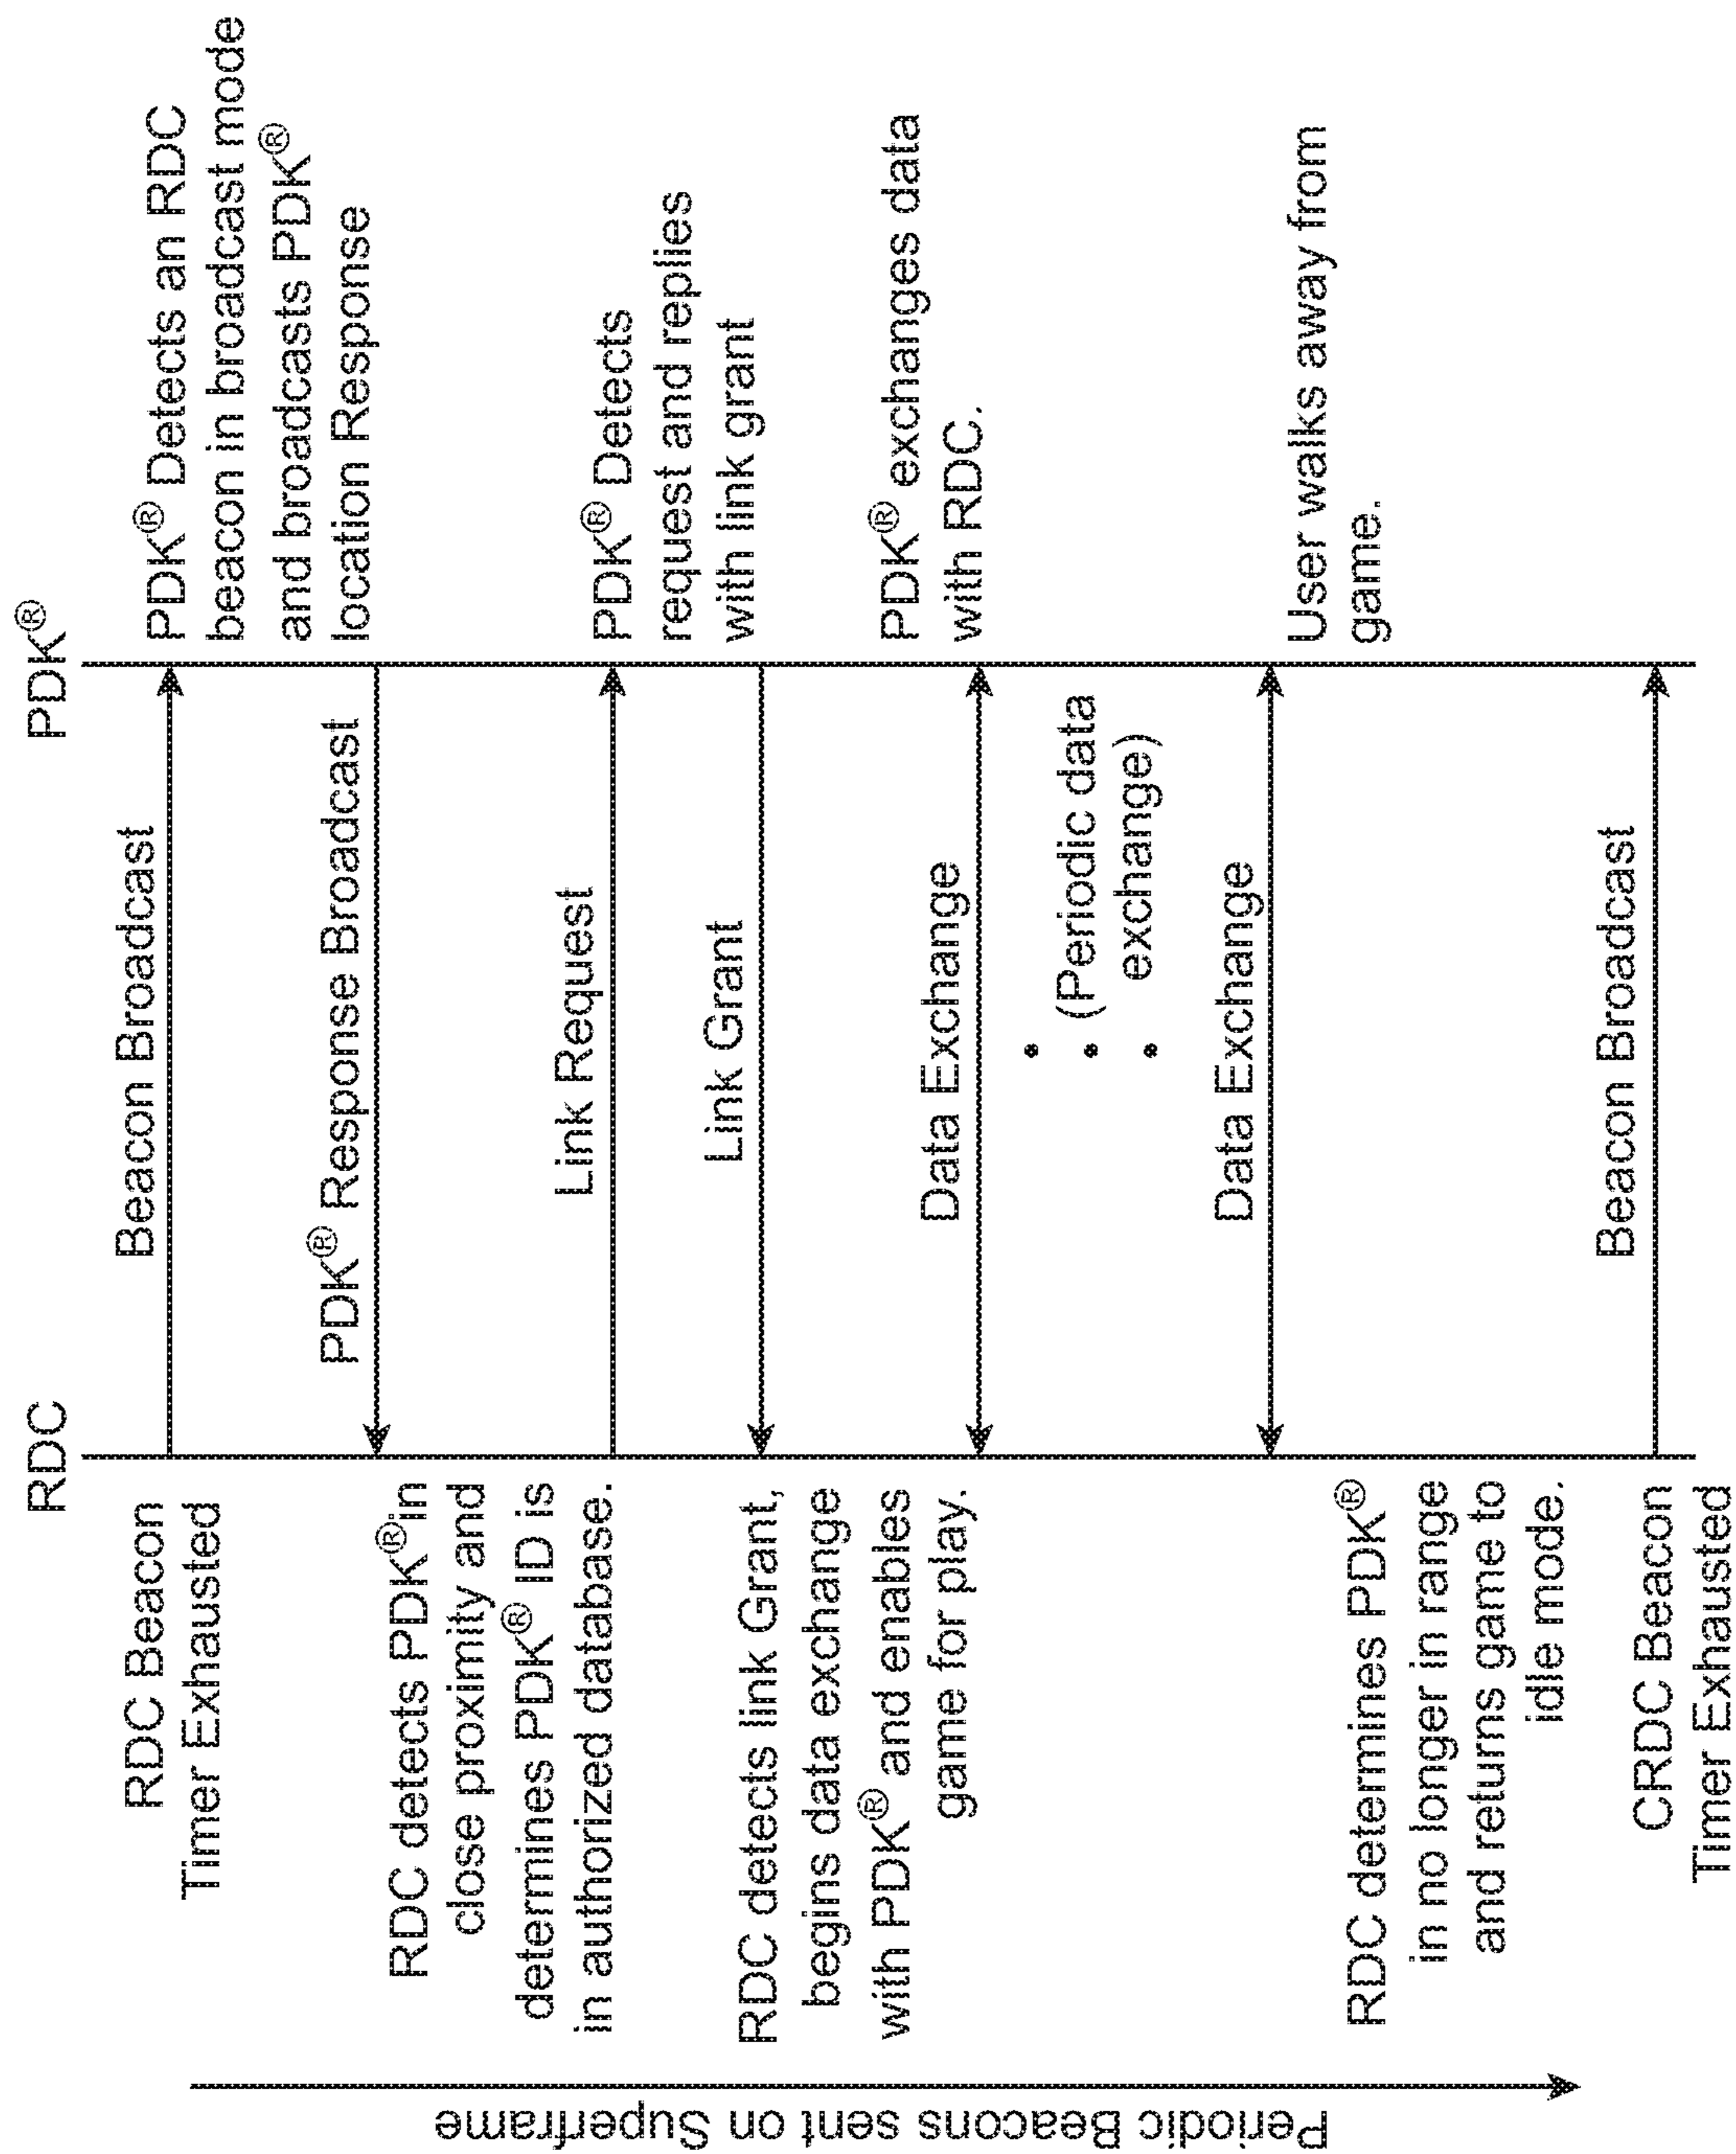 RDC
PDK®
RDC Beacon
Timer Exhausted
Beacon Broadcast
PDK® Detects an RDC
beacon in broadcast mode
and broadcasts PDK®
location Response
PDK® Response Broadcast
RDC detects PDK® in
close proximity and
determines PDK® ID is
in authorized database.
Link Request
PDK® Detects
request and replies
with link grant
Link Grant
RDC detects link Grant,
begins data exchange
with PDK® and enables
game for play.
Data Exchange
PDK® exchanges data
with RDC.
(Periodic data
exchange)
Data Exchange
User walks away from
game.
RDC determines PDK®
in no longer in range
and returns game to
idle mode.
CRDC Beacon
Timer Exhausted
Beacon Broadcast
Periodic Beacons sent on Superframe